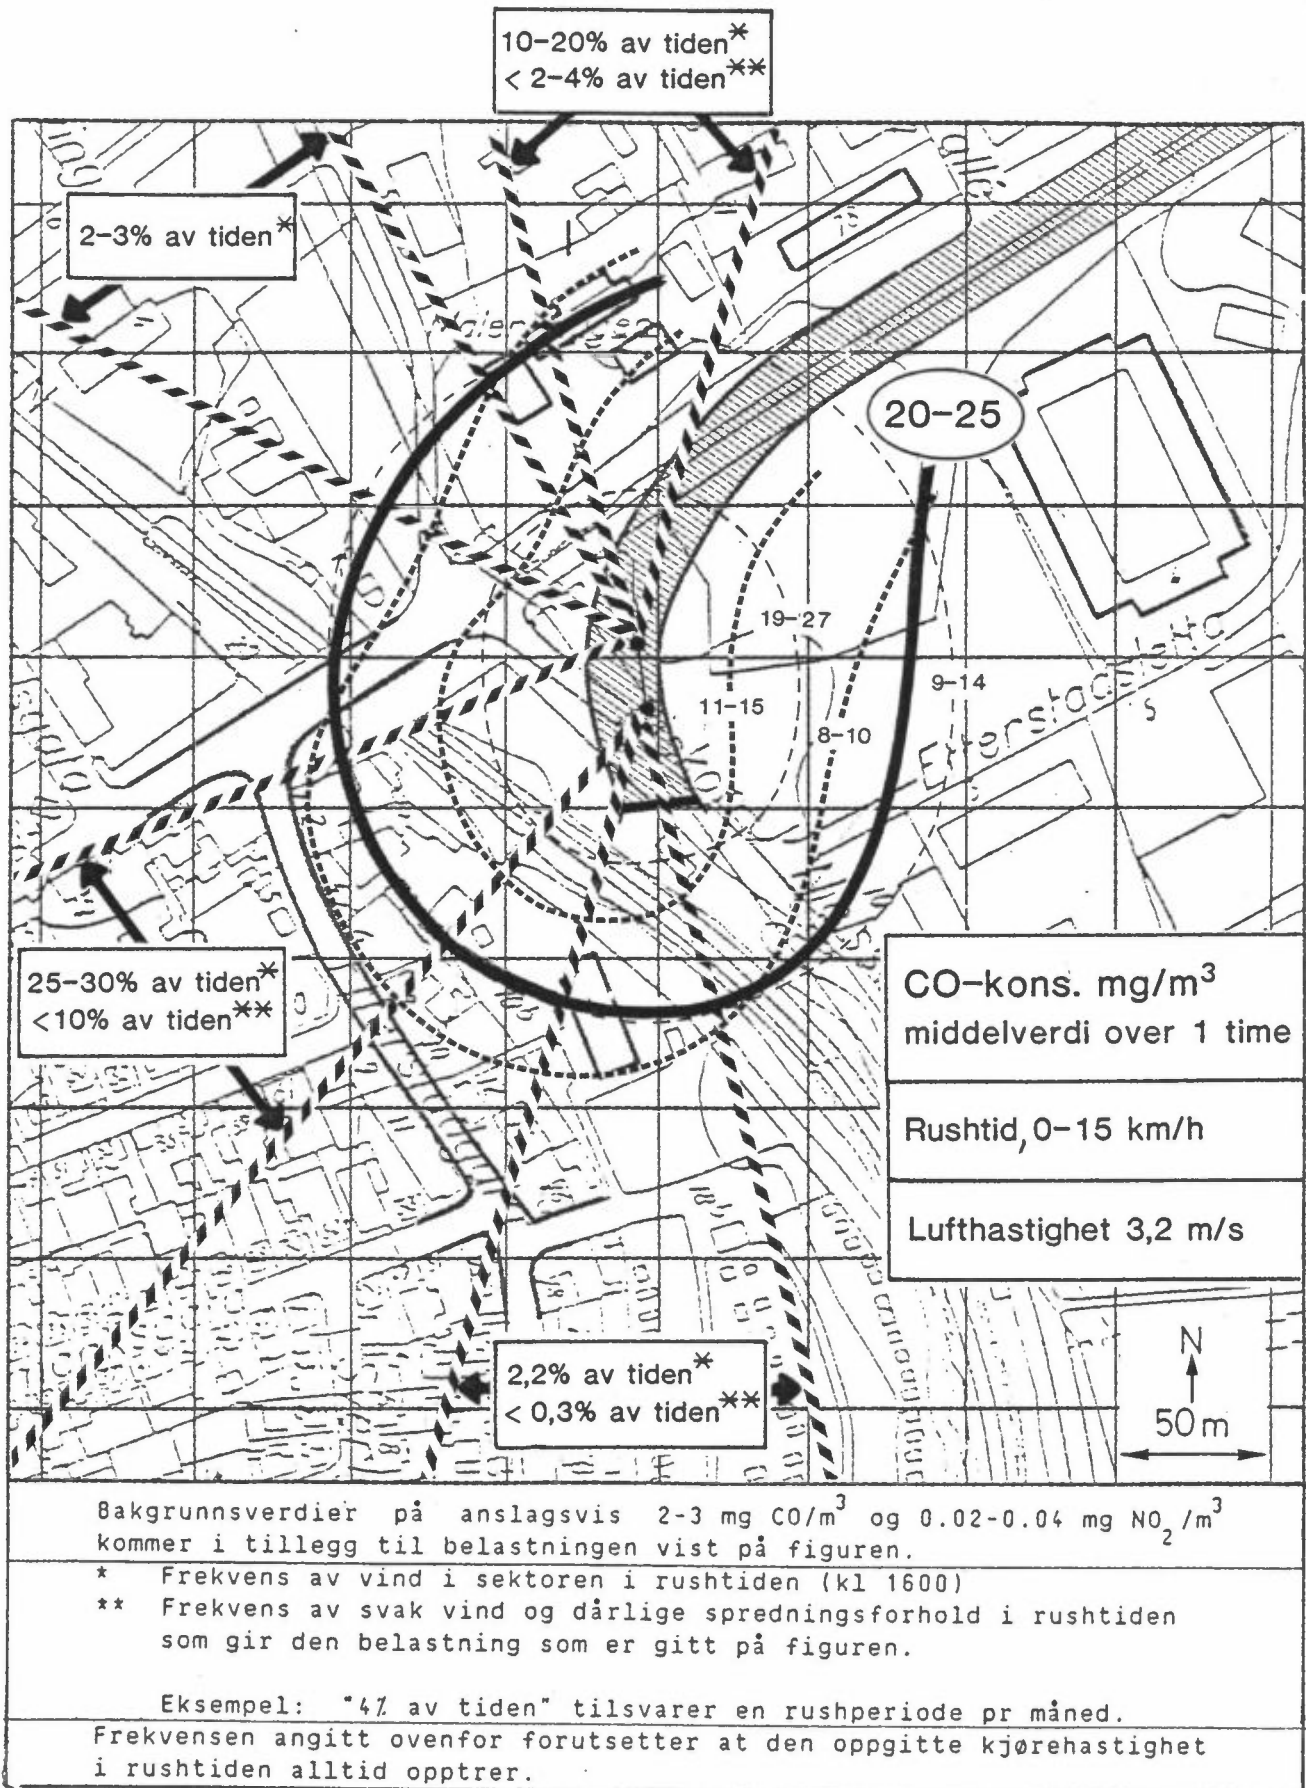 10-20% av tiden*
< 2-4% av tiden**
2-3% av tiden*
20-25
19-27
9-14
11-15
8-10
Etterstadsletta
25-30% av tiden*
<10% av tiden**
CO-kons. mg/m³
middelverdi over 1 time
Rushtid, 0-15 km/h
Lufthastighet 3,2 m/s
2,2% av tiden*
< 0,3% av tiden**
N
50 m
Bakgrunnsverdier på anslagsvis 2-3 mg CO/m³ og 0.02-0.04 mg NO₂/m³
kommer i tillegg til belastningen vist på figuren.
* Frekvens av vind i sektoren i rushtiden (kl 1600)
** Frekvens av svak vind og dårlige spredningsforhold i rushtiden
som gir den belastning som er gitt på figuren.
Eksempel: "4% av tiden" tilsvarer en rushperiode pr måned.
Frekvensen angitt ovenfor forutsetter at den oppgitte kjørehastighet
i rushtiden alltid opptrer.